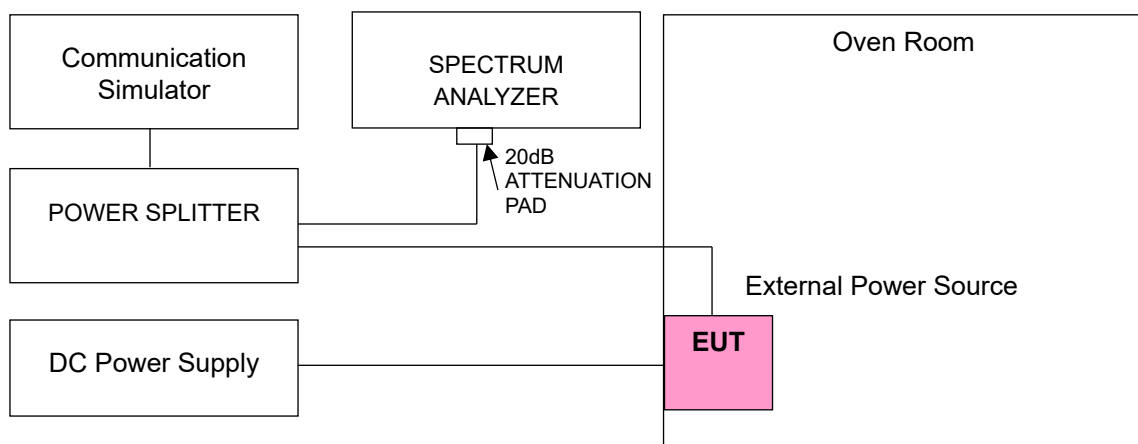 Communication
Simulator
SPECTRUM
ANALYZER
Oven Room
20dB
ATTENUATION
PAD
POWER SPLITTER
External Power Source
EUT
DC Power Supply